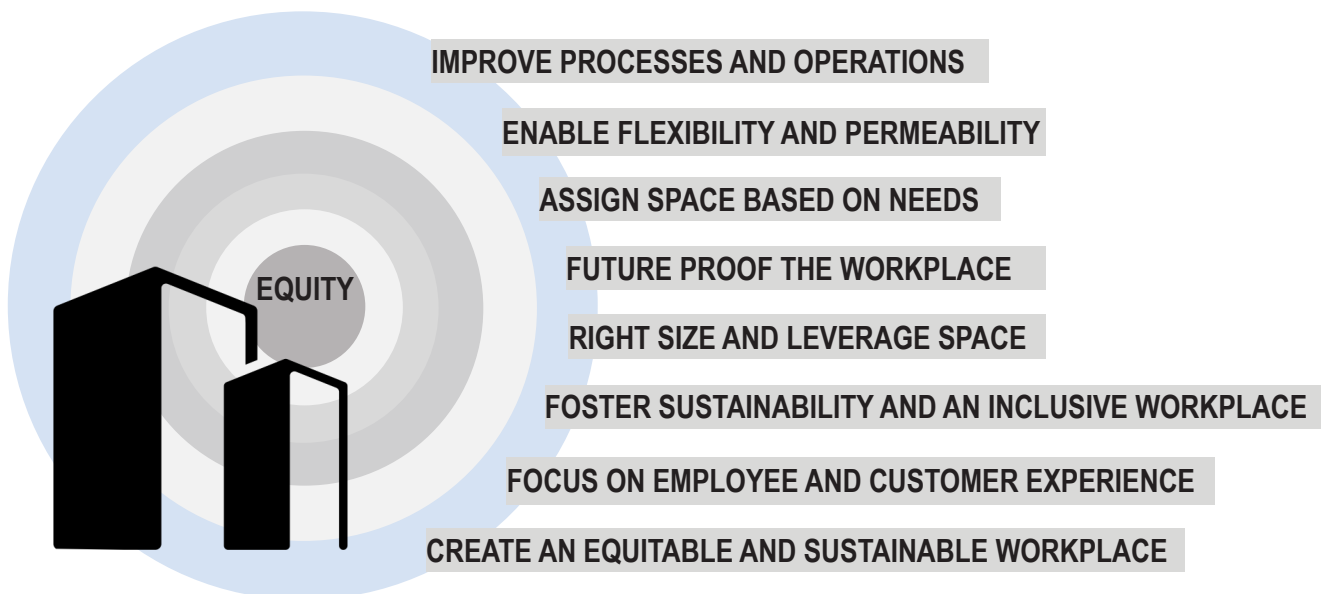 IMPROVE PROCESSES AND OPERATIONS
ENABLE FLEXIBILITY AND PERMEABILITY
ASSIGN SPACE BASED ON NEEDS
FUTURE PROOF THE WORKPLACE
EQUITY
RIGHT SIZE AND LEVERAGE SPACE
FOSTER SUSTAINABILITY AND AN INCLUSIVE WORKPLACE
FOCUS ON EMPLOYEE AND CUSTOMER EXPERIENCE
CREATE AN EQUITABLE AND SUSTAINABLE WORKPLACE